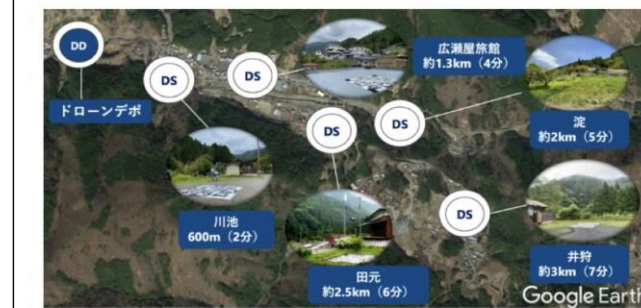 DD
ドローンデポ
DS
川池
600m（2分）
DS
広瀬屋旅館
約1.3km（4分）
DS
田元
約2.5km（6分）
DS
淀
約2km（5分）
DS
井狩
約3km（7分）
Google Earth